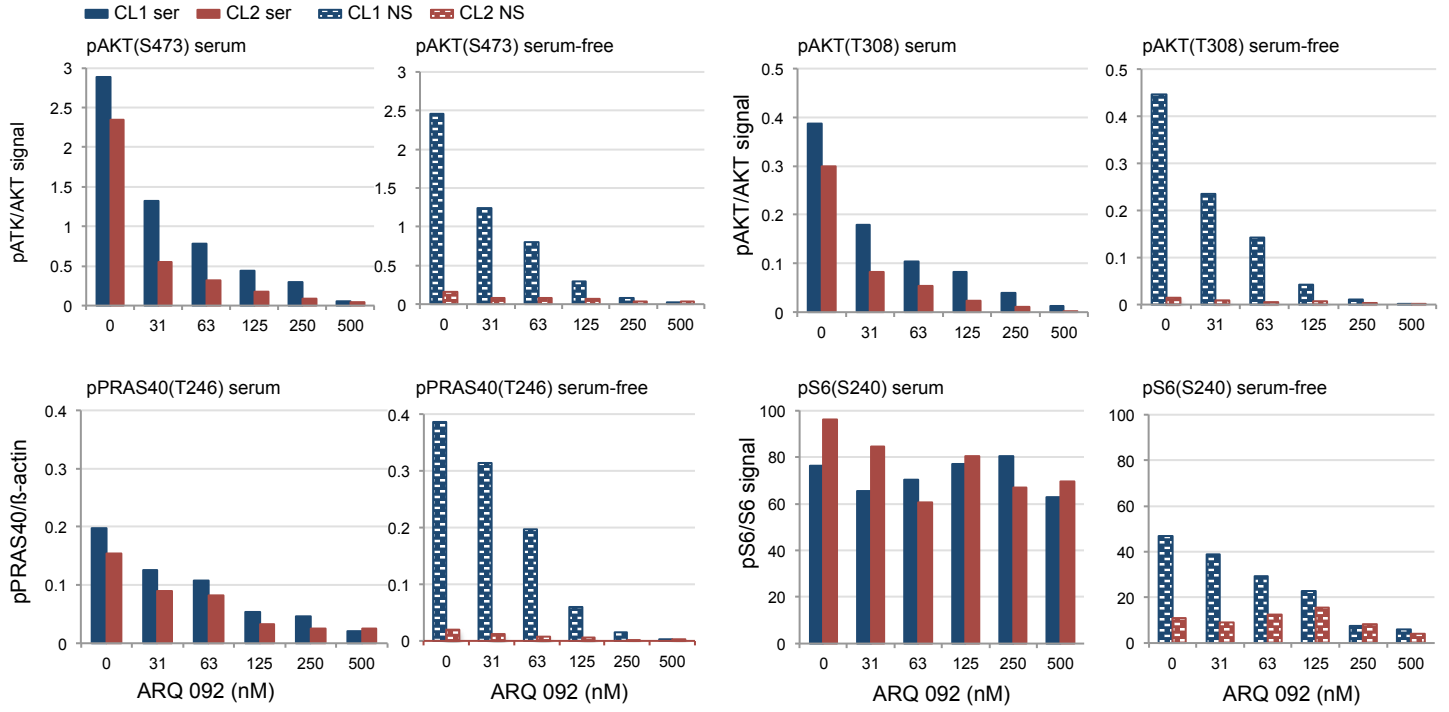 CL1 ser CL2 ser CL1 NS CL2 NS
pAKT(S473) serum
pATK/AKT signal
3
2.5
2
1.5
1
0.5
0
0 31 63 125 250 500
pAKT(S473) serum-free
3
2.5
2
1.5
1
0.5
0
0 31 63 125 250 500
pAKT(T308) serum
pAKT/AKT signal
0.5
0.4
0.3
0.2
0.1
0
0 31 63 125 250 500
pAKT(T308) serum-free
0.5
0.4
0.3
0.2
0.1
0
0 31 63 125 250 500
pPRAS40(T246) serum
pPRAS40/ß-actin
0.4
0.3
0.2
0.1
0
0 31 63 125 250 500
ARQ 092 (nM)
pPRAS40(T246) serum-free
0.4
0.3
0.2
0.1
0
0 31 63 125 250 500
ARQ 092 (nM)
pS6(S240) serum
pS6/S6 signal
100
80
60
40
20
0
0 31 63 125 250 500
ARQ 092 (nM)
pS6(S240) serum-free
100
80
60
40
20
0
0 31 63 125 250 500
ARQ 092 (nM)